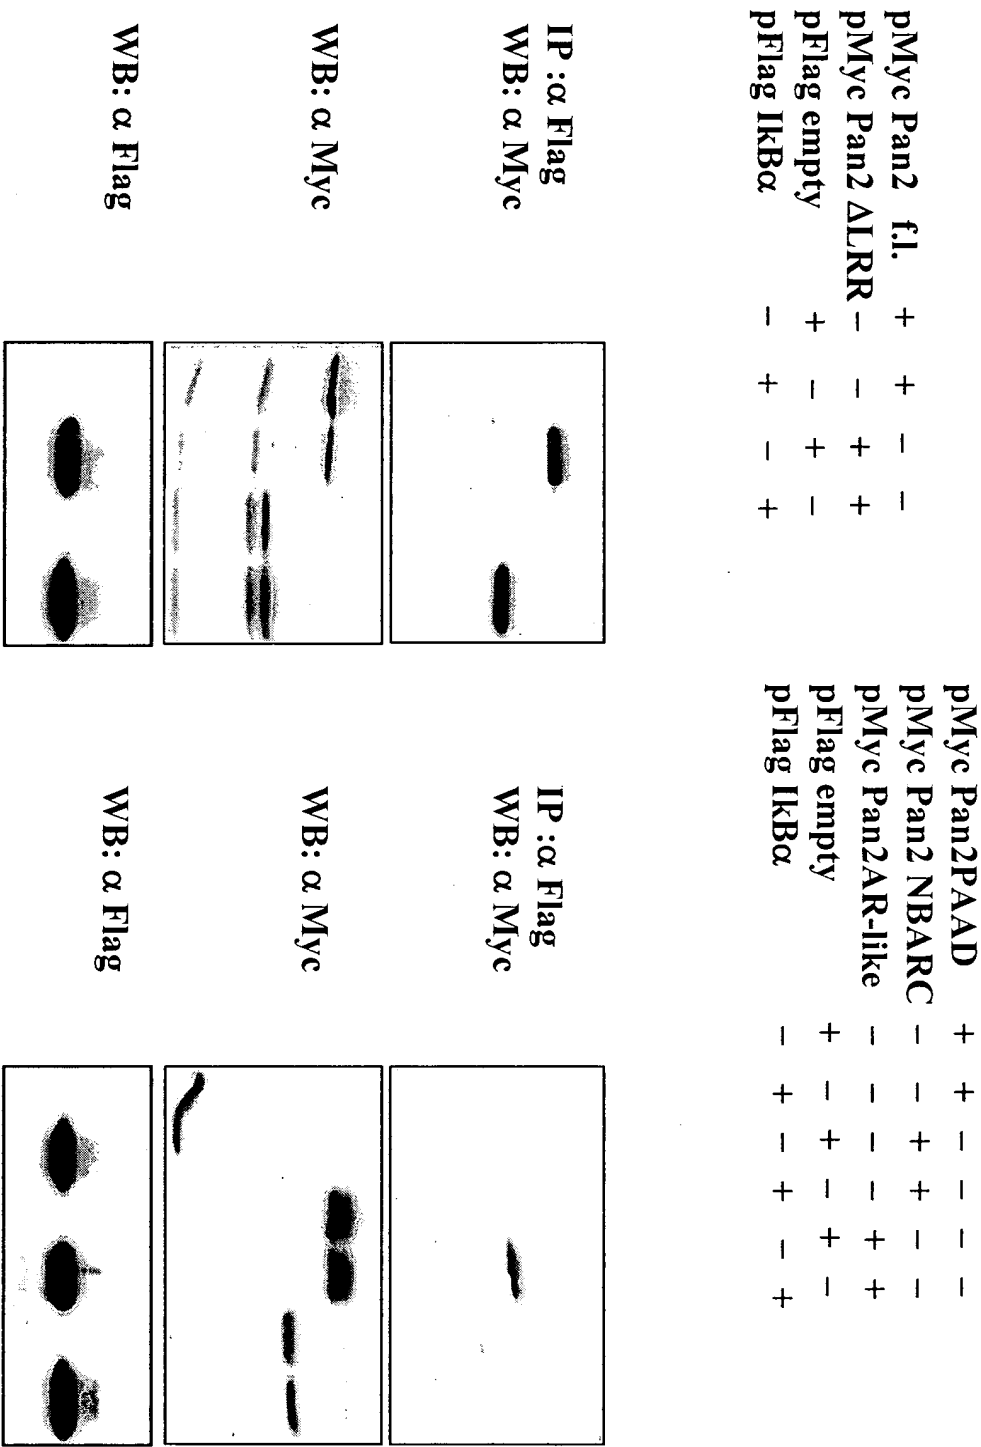 pMyc Pan2 f.l. + + − −
pMyc Pan2 ΔLRR − − + +
pFlag empty + − + −
pFlag IkBα − + − +
IP :α Flag
WB: α Myc
WB: α Myc
WB: α Flag
pMyc Pan2PAAD + + − − − −
pMyc Pan2 NBARC − − + + − −
pMyc Pan2AR-like − − − − + +
pFlag empty + − + − + −
pFlag IkBα − + − + − +
IP :α Flag
WB: α Myc
WB: α Myc
WB: α Flag